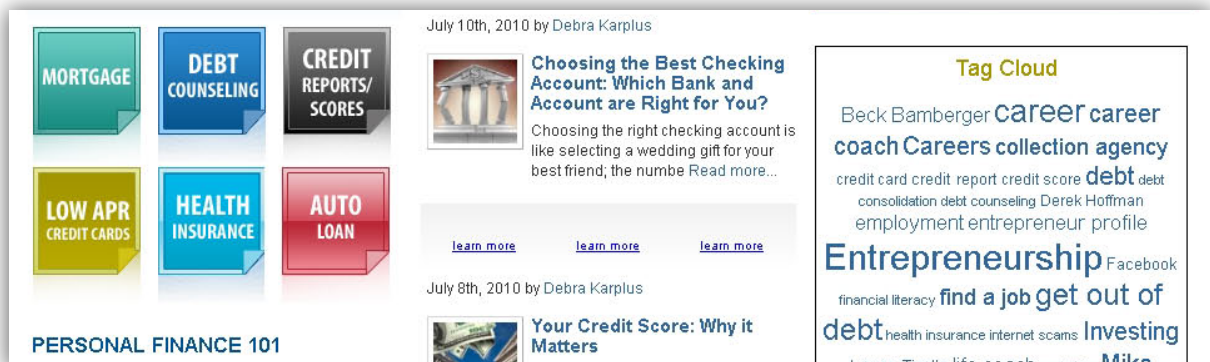 MORTGAGE
DEBT
COUNSELING
CREDIT
REPORTS/
SCORES
LOW APR
CREDIT CARDS
HEALTH
INSURANCE
AUTO
LOAN
PERSONAL FINANCE 101
July 10th, 2010 by Debra Karplus
Choosing the Best Checking
Account: Which Bank and
Account are Right for You?
Choosing the right checking account is
like selecting a wedding gift for your
best friend; the numbe Read more...
learn more learn more learn more
July 8th, 2010 by Debra Karplus
Your Credit Score: Why it
Matters
Tag Cloud
Beck Bamberger career career
coach Careers collection agency
credit card credit report credit score debt debt
consolidation debt counseling Derek Hoffman
employment entrepreneur profile
Entrepreneurship Facebook
financial literacy find a job get out of
debt health insurance internet scams Investing